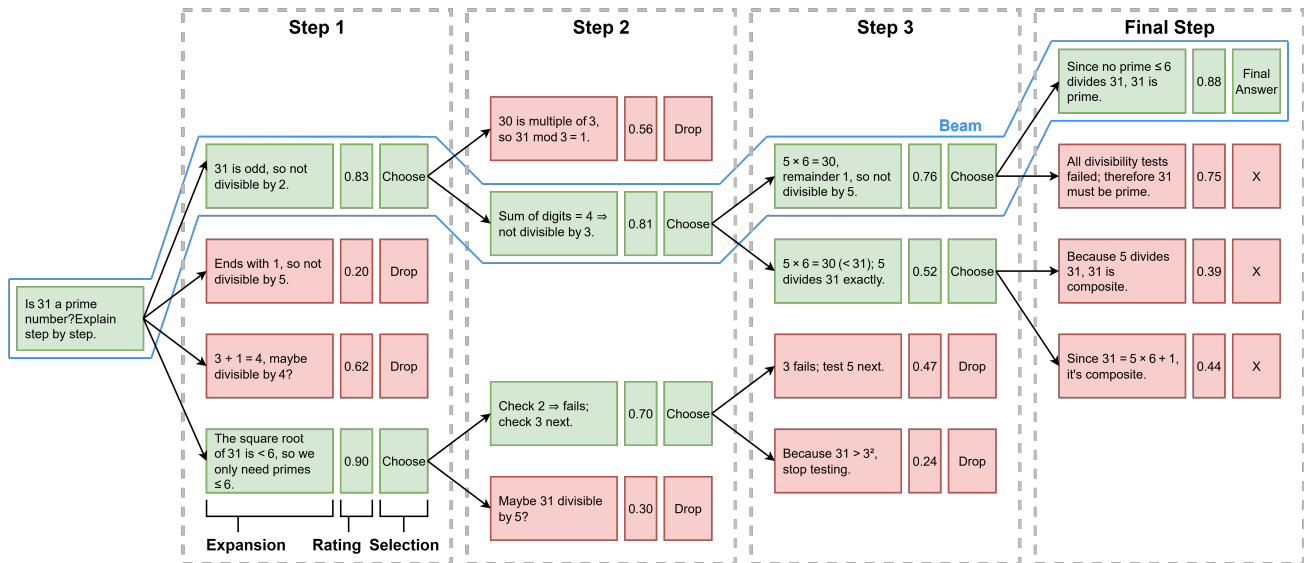 Step 1
Step 2
Step 3
Final Step
Is 31 a prime
number?Explain
step by step.
31 is odd, so not
divisible by 2.
0.83
Choose
Ends with 1, so not
divisible by 5.
0.20
Drop
3 + 1 = 4, maybe
divisible by 4?
0.62
Drop
The square root
of 31 is < 6, so we
only need primes
≤ 6.
0.90
Choose
Expansion
Rating
Selection
30 is multiple of 3,
so 31 mod 3 = 1.
0.56
Drop
Sum of digits = 4 ⇒
not divisible by 3.
0.81
Choose
Check 2 ⇒ fails;
check 3 next.
0.70
Choose
Maybe 31 divisible
by 5?
0.30
Drop
Beam
5 × 6 = 30,
remainder 1, so not
divisible by 5.
0.76
Choose
5 × 6 = 30 (< 31); 5
divides 31 exactly.
0.52
Choose
3 fails; test 5 next.
0.47
Drop
Because 31 > 3²,
stop testing.
0.24
Drop
Since no prime ≤ 6
divides 31, 31 is
prime.
0.88
Final
Answer
All divisibility tests
failed; therefore 31
must be prime.
0.75
X
Because 5 divides
31, 31 is
composite.
0.39
X
Since 31 = 5 × 6 + 1,
it's composite.
0.44
X